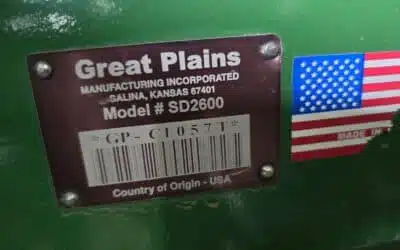 Great Plains
MANUFACTURING INCORPORATED
SALINA, KANSAS 67401
Model # SD2600
*GP-C1057T*
Country of Origin - USA
MADE IN